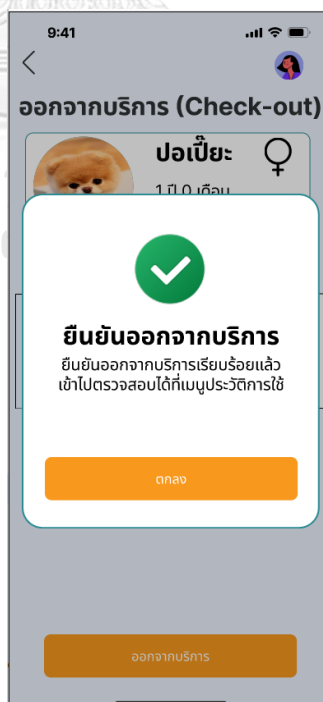 9:41
ออกจากบริการ (Check-out)
ปอเปี๊ยะ
1 ปี 0 เดือน
ยืนยันออกจากบริการ
ยืนยันออกจากบริการเรียบร้อยแล้ว
เข้าไปตรวจสอบได้ที่เมนูประวัติการใช้
ตกลง
ออกจากบริการ